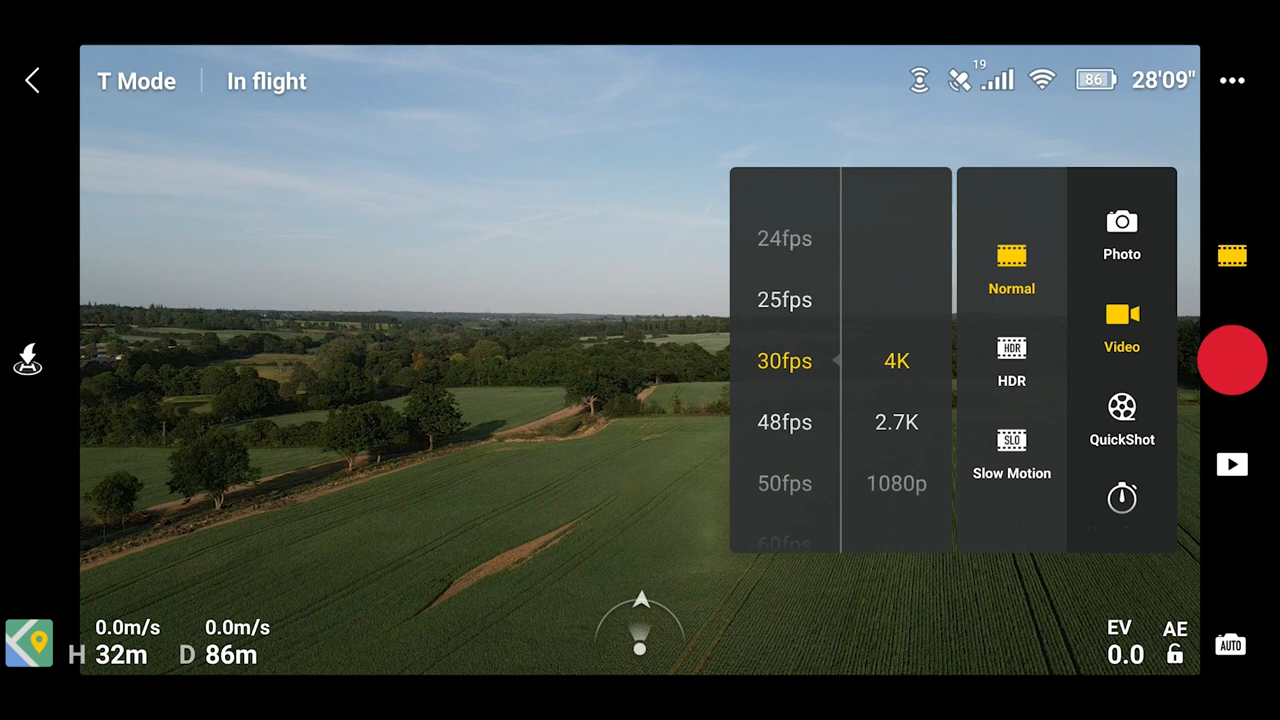 T Mode In flight
19
86 28'09"
24fps
25fps
30fps
48fps
50fps
60fps
4K
2.7K
1080p
Normal
HDR
HDR
SLO
Slow Motion
Photo
Video
QuickShot
0.0m/s 0.0m/s
H 32m D 86m
EV AE
0.0
AUTO